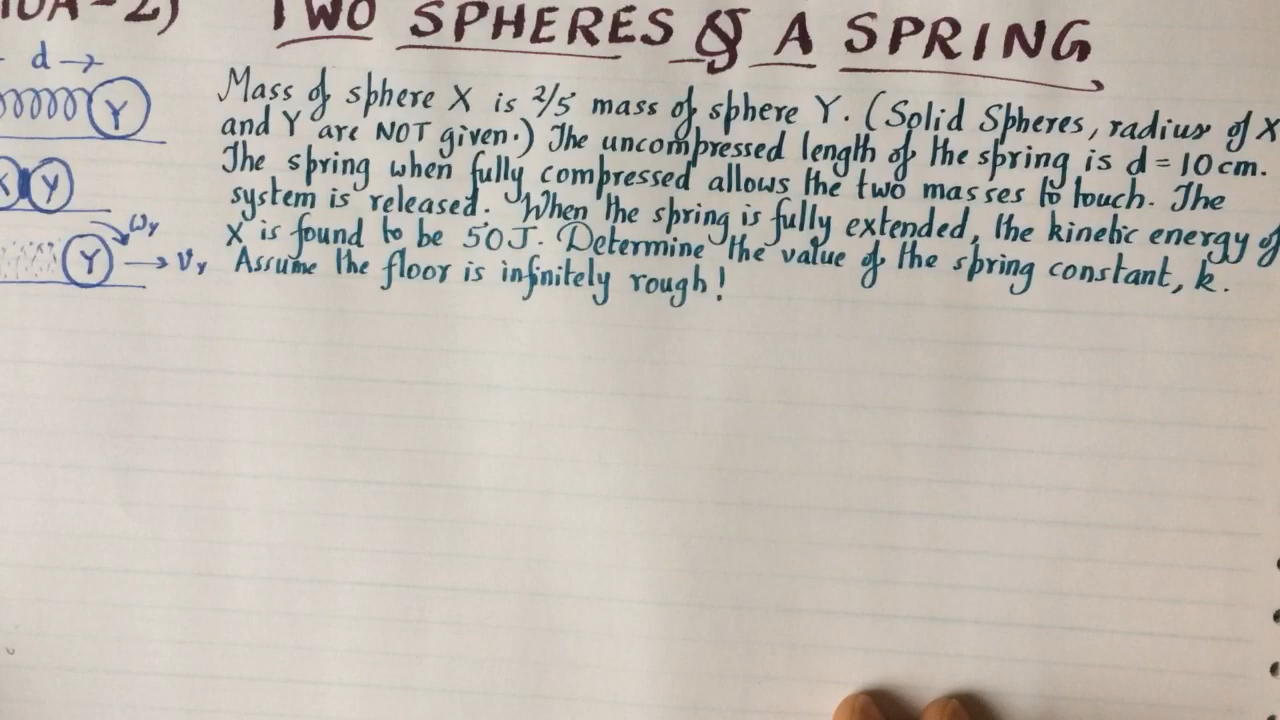 TWO SPHERES & A SPRING
d →
Y
Mass of sphere X is 2/5 mass of sphere Y. (Solid Spheres, radius of X
and Y are NOT given.) The uncompressed length of the spring is d = 10 cm.
The spring when fully compressed allows the two masses to touch. The
system is released. When the spring is fully extended, the kinetic energy of
X is found to be 50J. Determine the value of the spring constant, k.
Assume the floor is infinitely rough!
X Y
ωy
Y → Vy